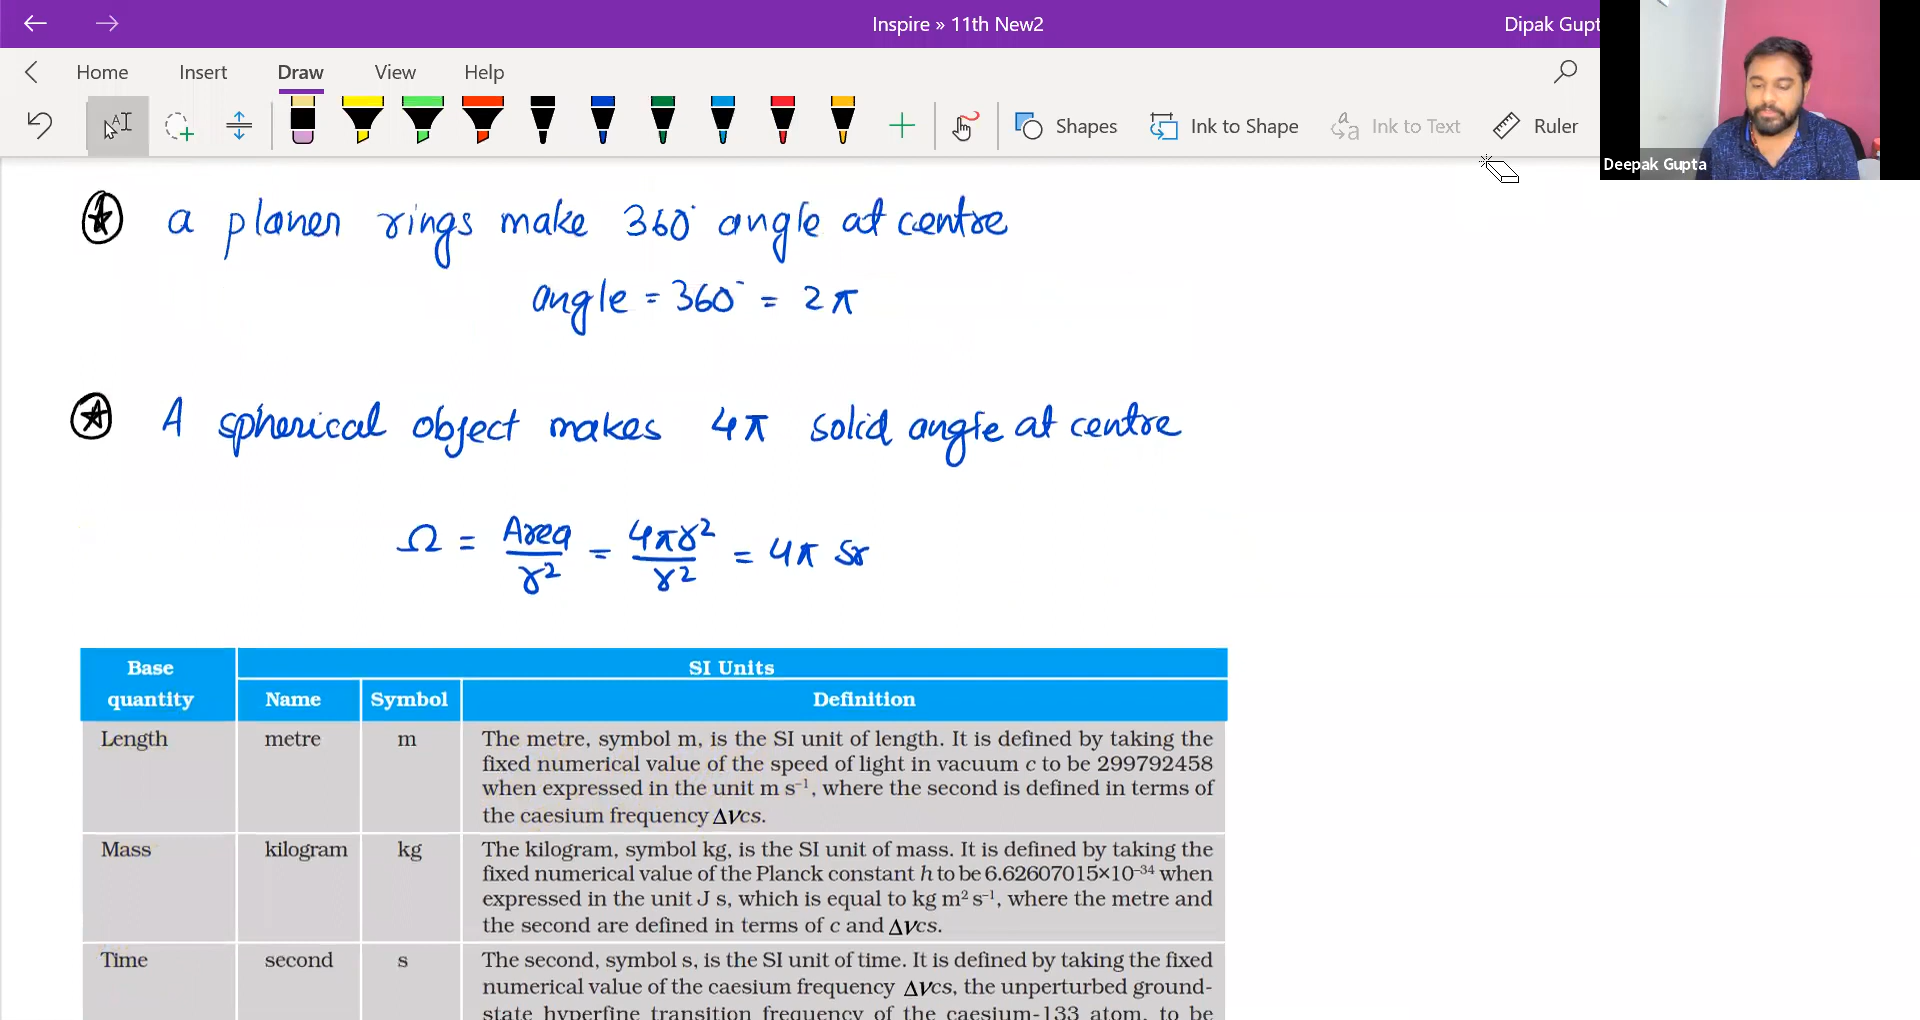 Inspire » 11th New2
Dipak Gupt
Home Insert Draw View Help
Shapes Ink to Shape Ink to Text Ruler
Deepak Gupta
a planer rings make 360° angle at centre
angle = 360° = 2π
A spherical object makes 4π solid angle at centre
Ω = Area/r² = 4πr²/r² = 4π Sr
Base quantity SI Units
Name Symbol Definition
Length metre m The metre, symbol m, is the SI unit of length. It is defined by taking the
fixed numerical value of the speed of light in vacuum c to be 299792458
when expressed in the unit m s⁻¹, where the second is defined in terms of
the caesium frequency Δνcs.
Mass kilogram kg The kilogram, symbol kg, is the SI unit of mass. It is defined by taking the
fixed numerical value of the Planck constant h to be 6.62607015×10⁻³⁴ when
expressed in the unit J s, which is equal to kg m² s⁻¹, where the metre and
the second are defined in terms of c and Δνcs.
Time second s The second, symbol s, is the SI unit of time. It is defined by taking the fixed
numerical value of the caesium frequency Δνcs, the unperturbed ground-
state hyperfine transition frequency of the caesium-133 atom, to be